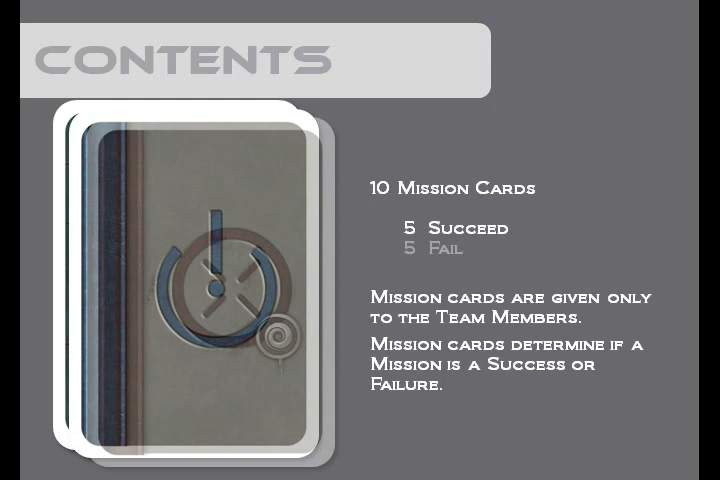 CONTENTS
10 Mission Cards
5 Succeed
5 Fail
Mission cards are given only
to the Team Members.
Mission cards determine if a
Mission is a Success or
Failure.